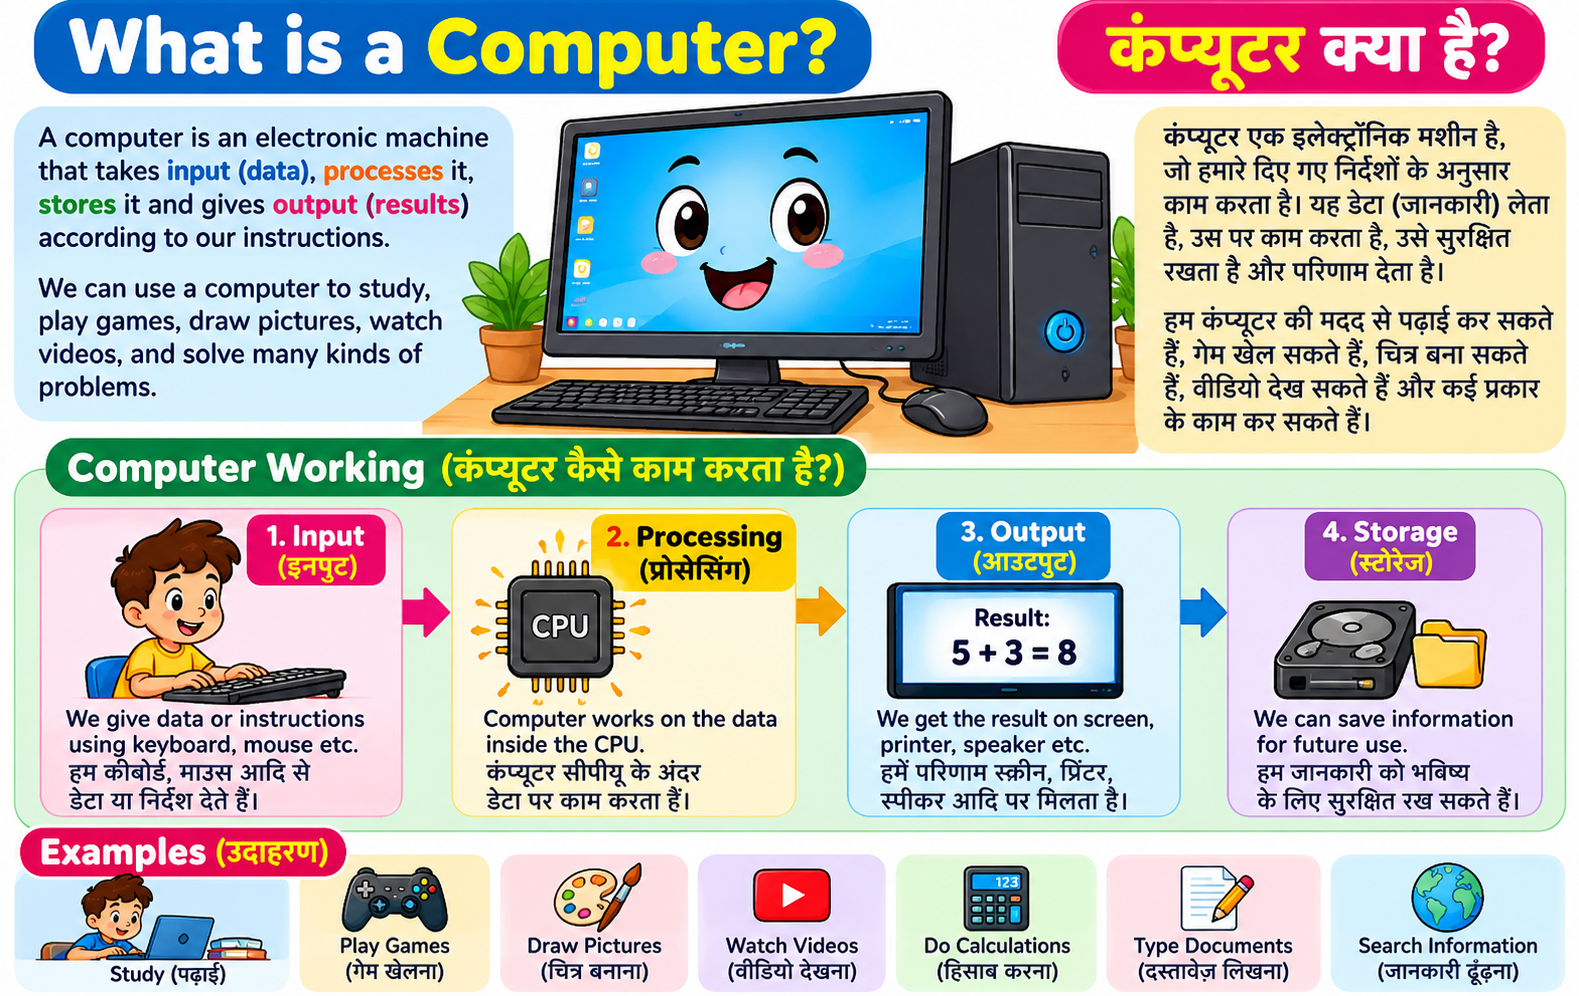 What is a Computer?
कंप्यूटर क्या है?
A computer is an electronic machine
that takes input (data), processes it,
stores it and gives output (results)
according to our instructions.
We can use a computer to study,
play games, draw pictures, watch
videos, and solve many kinds of
problems.
कंप्यूटर एक इलेक्ट्रॉनिक मशीन है,
जो हमारे दिए गए निर्देशों के अनुसार
काम करता है। यह डेटा (जानकारी) लेता
है, उस पर काम करता है, उसे सुरक्षित
रखता है और परिणाम देता है।
हम कंप्यूटर की मदद से पढ़ाई कर सकते
हैं, गेम खेल सकते हैं, चित्र बना सकते
हैं, वीडियो देख सकते हैं और कई प्रकार
के काम कर सकते हैं।
Computer Working (कंप्यूटर कैसे काम करता है?)
1. Input
(इनपुट)
We give data or instructions
using keyboard, mouse etc.
हम कीबोर्ड, माउस आदि से
डेटा या निर्देश देते हैं।
2. Processing
(प्रोसेसिंग)
CPU
Computer works on the data
inside the CPU.
कंप्यूटर सीपीयू के अंदर
डेटा पर काम करता हैं।
3. Output
(आउटपुट)
Result:
5 + 3 = 8
We get the result on screen,
printer, speaker etc.
हमें परिणाम स्क्रीन, प्रिंटर,
स्पीकर आदि पर मिलता है।
4. Storage
(स्टोरेज)
We can save information
for future use.
हम जानकारी को भबिष्य
के लिए सुरक्षित रख सकते हैं।
Examples (उदाहरण)
Study (पढ़ाई)
Play Games
(गेम खेलना)
Draw Pictures
(चित्र बनाना)
Watch Videos
(वीडियो देखना)
123
Do Calculations
(हिसाब करना)
Type Documents
(दस्तावेज़ लिखना)
Search Information
(जानकारी ढूंढ़ना)